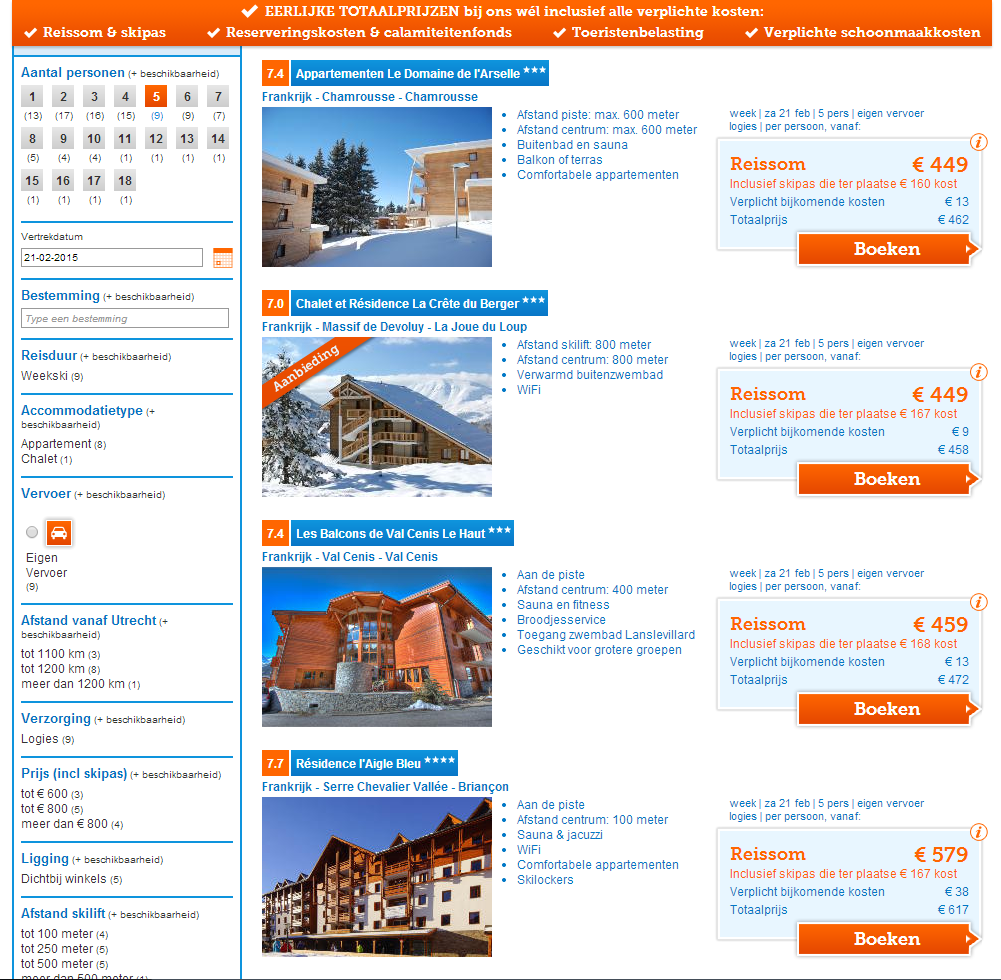 EERLIJKE TOTAALPRIJZEN bij ons wél inclusief alle verplichte kosten:
Reissom & skipas Reserveringskosten & calamiteitenfonds Toeristenbelasting Verplichte schoonmaakkosten
Aantal personen (+ beschikbaarheid)
1 2 3 4 5 6 7
(13) (17) (16) (15) (9) (9) (7)
8 9 10 11 12 13 14
(5) (4) (4) (1) (1) (1) (1)
15 16 17 18
(1) (1) (1) (1)
Vertrekdatum
21-02-2015
Bestemming (+ beschikbaarheid)
Type een bestemming
Reisduur (+ beschikbaarheid)
Weekski (9)
Accommodatietype (+
beschikbaarheid)
Appartement (8)
Chalet (1)
Vervoer (+ beschikbaarheid)
Eigen
Vervoer
(9)
Afstand vanaf Utrecht (+
beschikbaarheid)
tot 1100 km (3)
tot 1200 km (8)
meer dan 1200 km (1)
Verzorging (+ beschikbaarheid)
Logies (9)
Prijs (incl skipas) (+ beschikbaarheid)
tot € 600 (3)
tot € 800 (5)
meer dan € 800 (4)
Ligging (+ beschikbaarheid)
Dichtbij winkels (5)
Afstand skilift (+ beschikbaarheid)
tot 100 meter (4)
tot 250 meter (5)
tot 500 meter (5)
meer dan 500 meter (1)
7.4 Appartementen Le Domaine de l'Arselle ***
Frankrijk - Chamrousse - Chamrousse
Afstand piste: max. 600 meter
Afstand centrum: max. 600 meter
Buitenbad en sauna
Balkon of terras
Comfortabele appartementen
week | za 21 feb | 5 pers | eigen vervoer
logies | per persoon, vanaf:
i
Reissom € 449
Inclusief skipas die ter plaatse € 160 kost
Verplicht bijkomende kosten € 13
Totaalprijs € 462
Boeken
7.0 Chalet et Résidence La Crête du Berger ***
Frankrijk - Massif de Devoluy - La Joue du Loup
Aanbieding
Afstand skilift: 800 meter
Afstand centrum: 800 meter
Verwarmd buitenzwembad
WiFi
week | za 21 feb | 5 pers | eigen vervoer
logies | per persoon, vanaf:
i
Reissom € 449
Inclusief skipas die ter plaatse € 167 kost
Verplicht bijkomende kosten € 9
Totaalprijs € 458
Boeken
7.4 Les Balcons de Val Cenis Le Haut ***
Frankrijk - Val Cenis - Val Cenis
Aan de piste
Afstand centrum: 400 meter
Sauna en fitness
Broodjesservice
Toegang zwembad Lanslevillard
Geschikt voor grotere groepen
week | za 21 feb | 5 pers | eigen vervoer
logies | per persoon, vanaf:
i
Reissom € 459
Inclusief skipas die ter plaatse € 168 kost
Verplicht bijkomende kosten € 13
Totaalprijs € 472
Boeken
7.7 Résidence l'Aigle Bleu ****
Frankrijk - Serre Chevalier Vallée - Briançon
Aan de piste
Afstand centrum: 100 meter
Sauna & jacuzzi
WiFi
Comfortabele appartementen
Skilockers
week | za 21 feb | 5 pers | eigen vervoer
logies | per persoon, vanaf:
i
Reissom € 579
Inclusief skipas die ter plaatse € 167 kost
Verplicht bijkomende kosten € 38
Totaalprijs € 617
Boeken